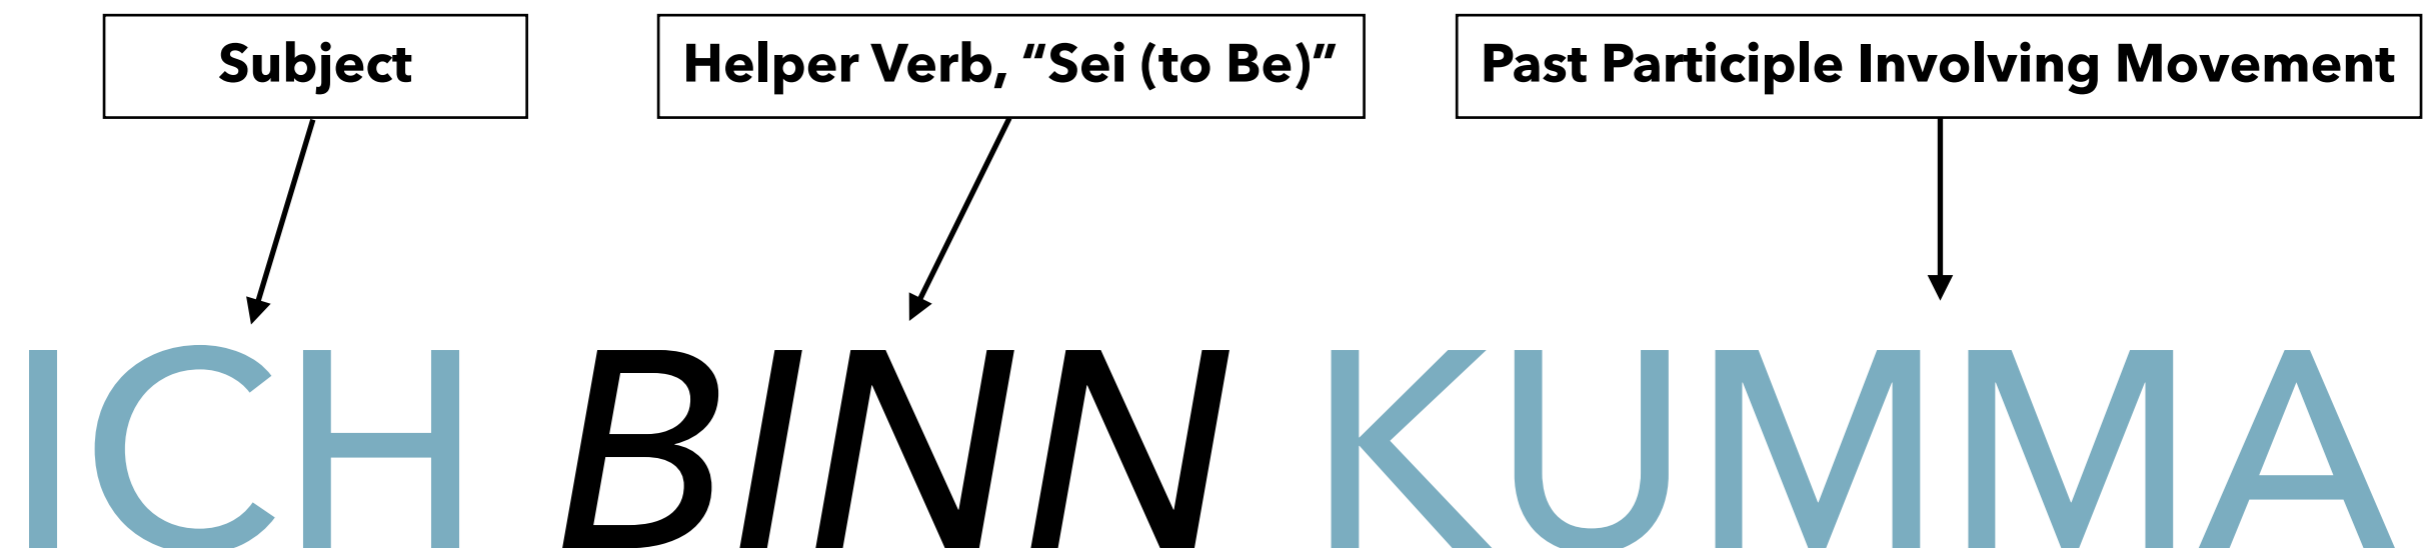 Subject
Helper Verb, “Sei (to Be)”
Past Participle Involving Movement
ICH BINN KUMMA